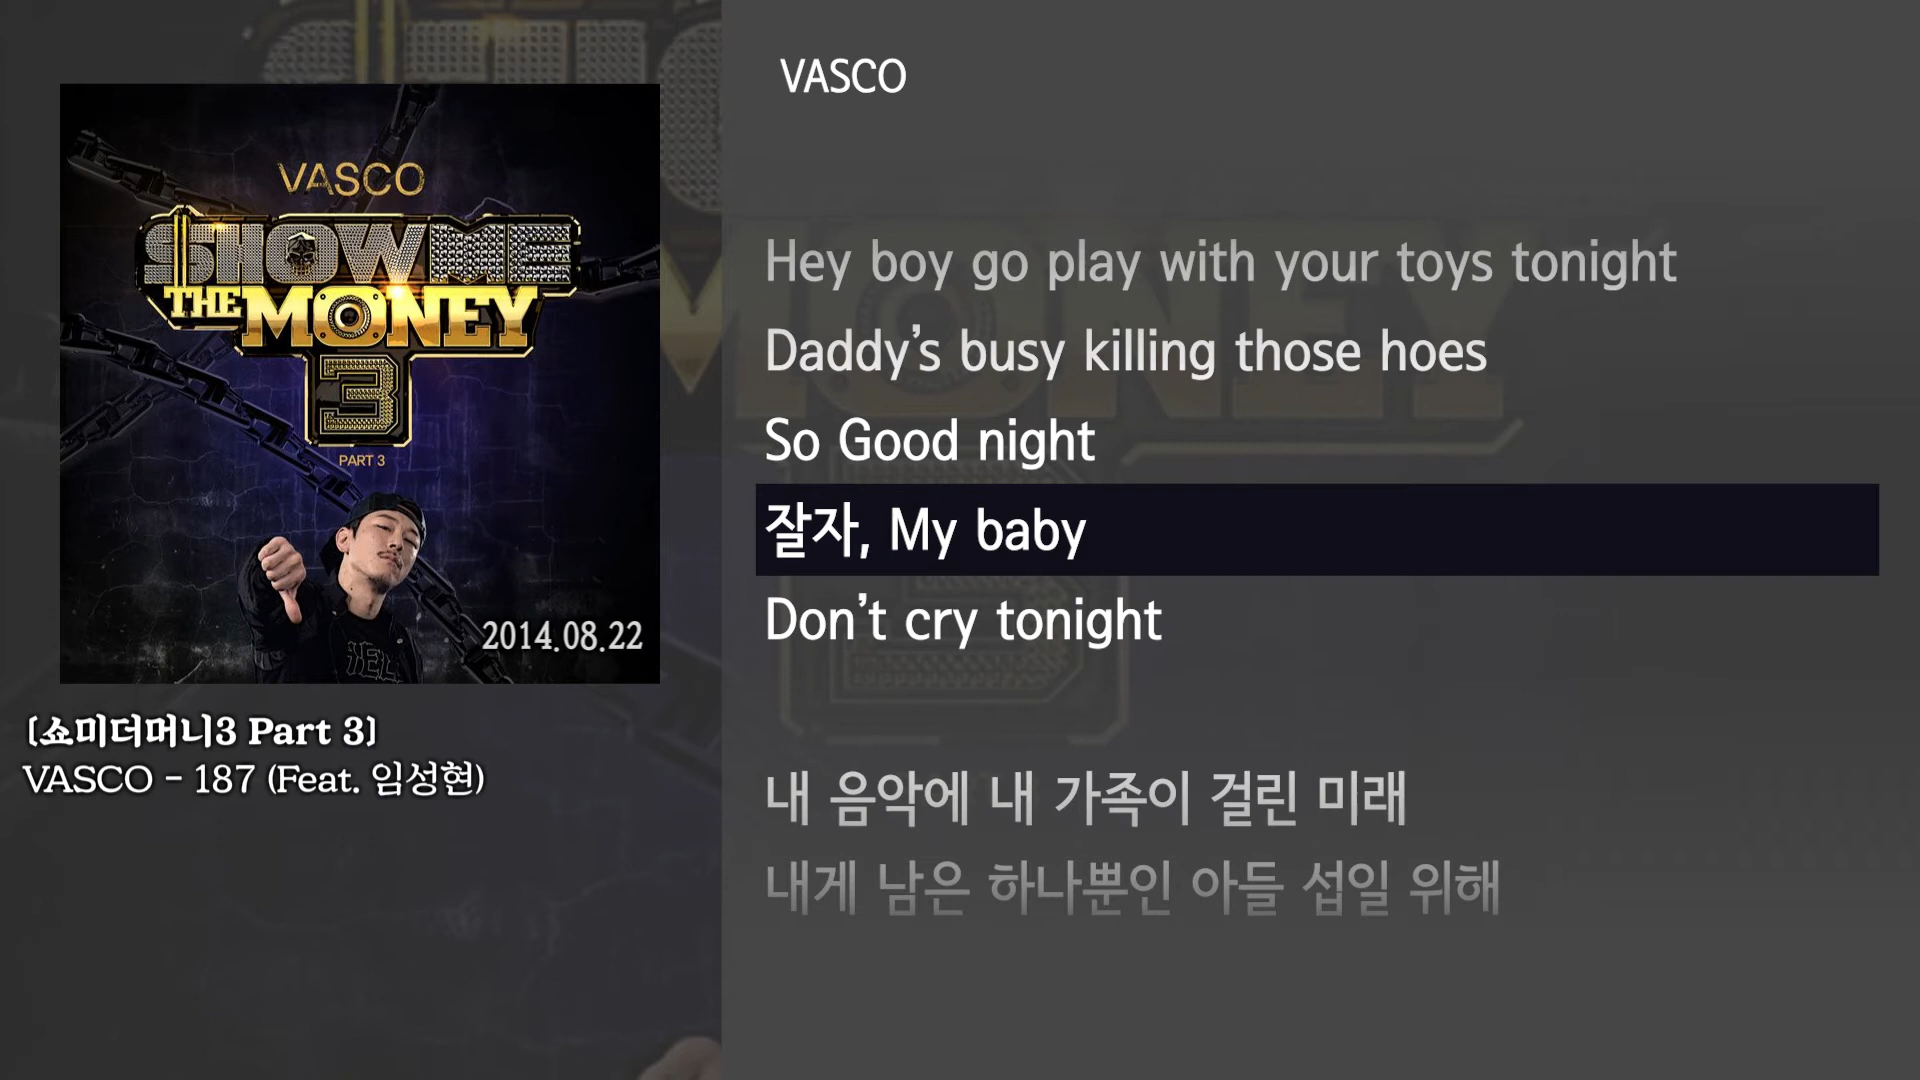 VASCO
SHOW ME
THE MONEY
3
PART 3
2014.08.22
[쇼미더머니3 Part 3]
VASCO - 187 (Feat. 임성현)
VASCO
Hey boy go play with your toys tonight
Daddy's busy killing those hoes
So Good night
잘자, My baby
Don't cry tonight
내 음악에 내 가족이 걸린 미래
내게 남은 하나뿐인 아들 섭일 위해